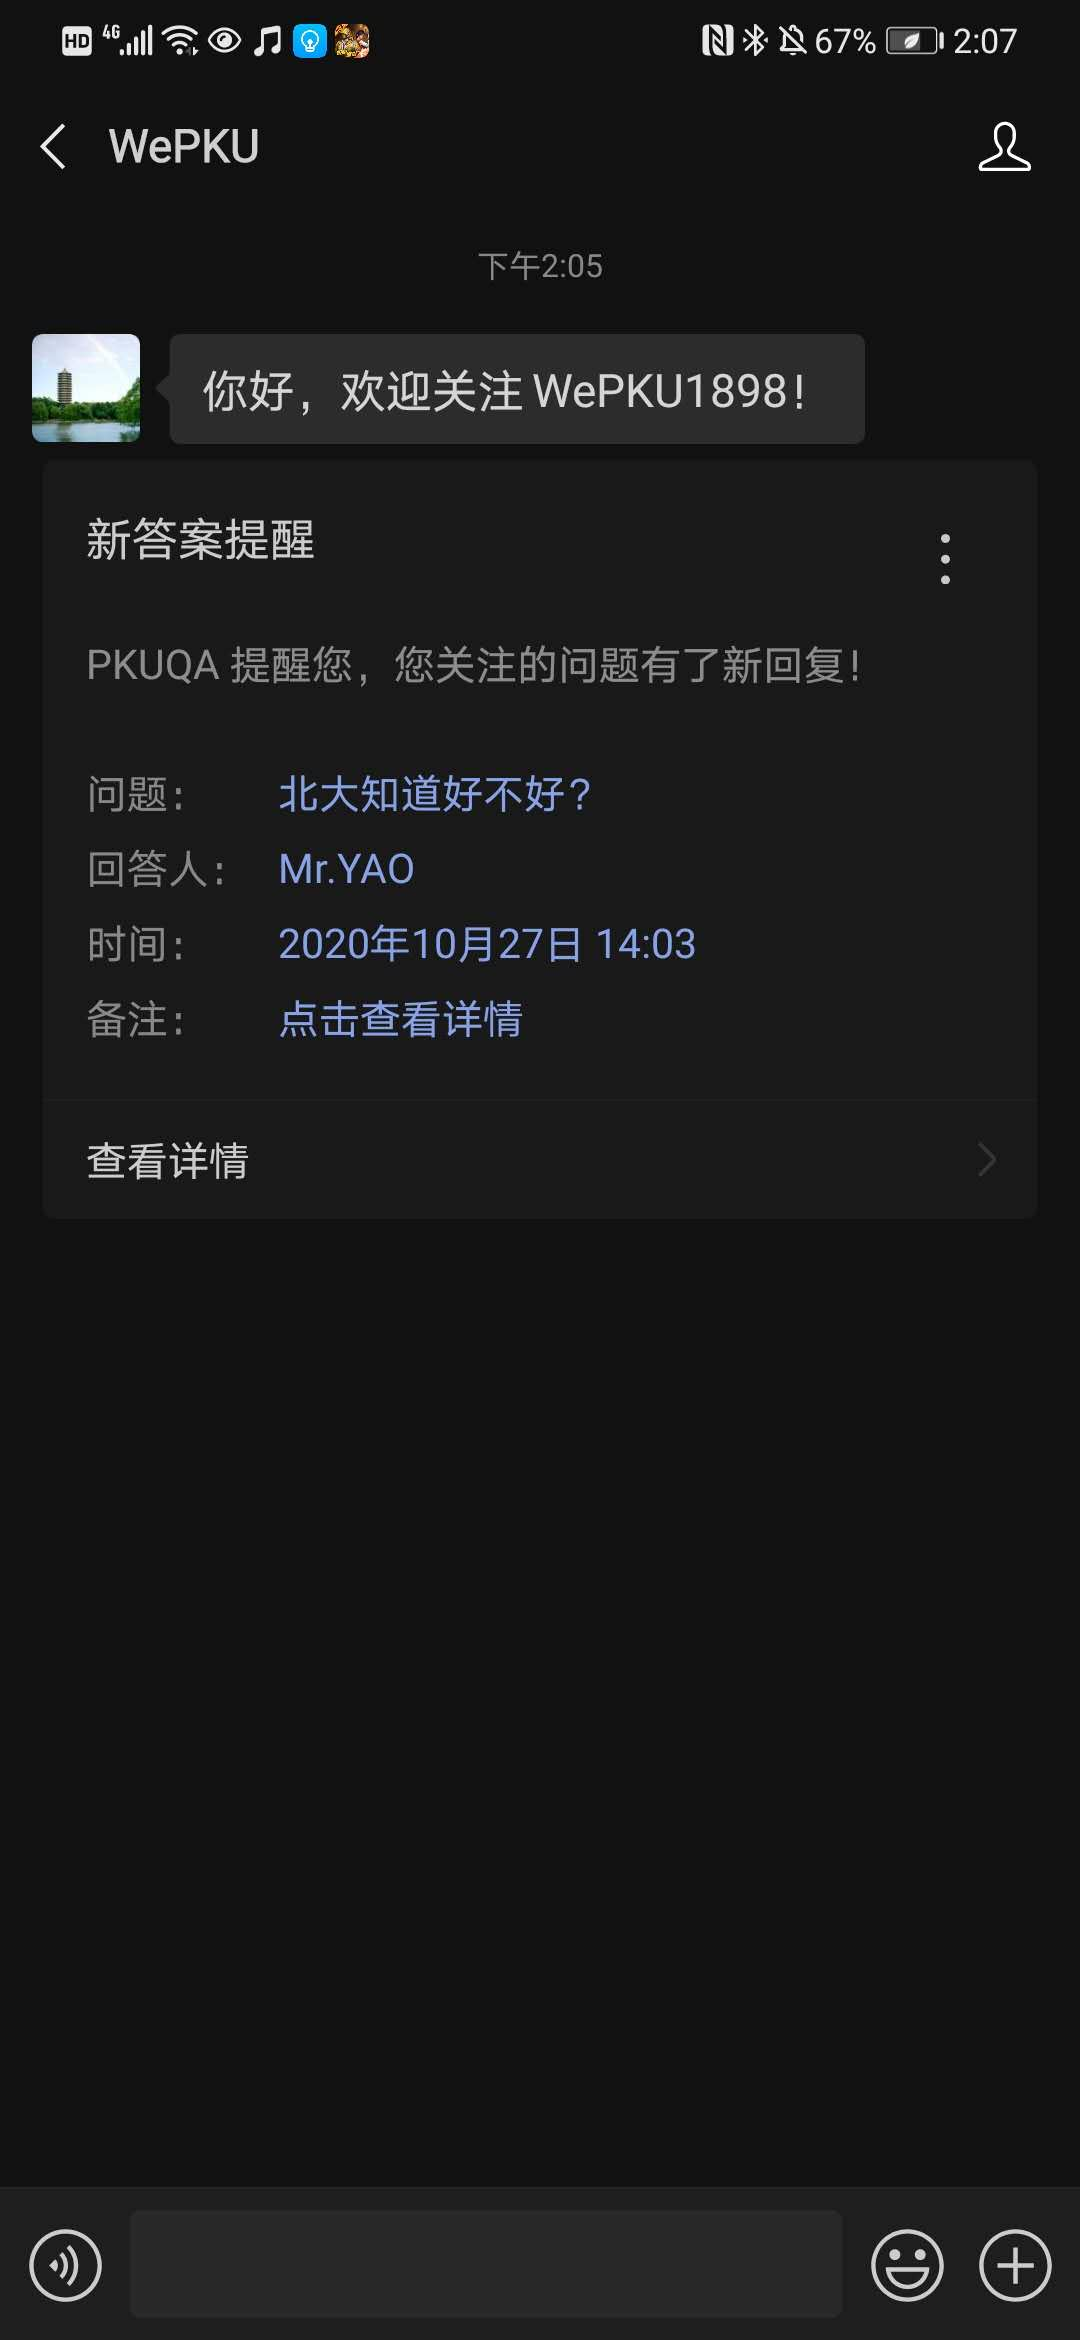 HD 4G 67% 2:07
WePKU
下午2:05
你好，欢迎关注 WePKU1898！
新答案提醒
PKUQA 提醒您，您关注的问题有了新回复！
问题： 北大知道好不好？
回答人： Mr.YAO
时间： 2020年10月27日 14:03
备注： 点击查看详情
查看详情